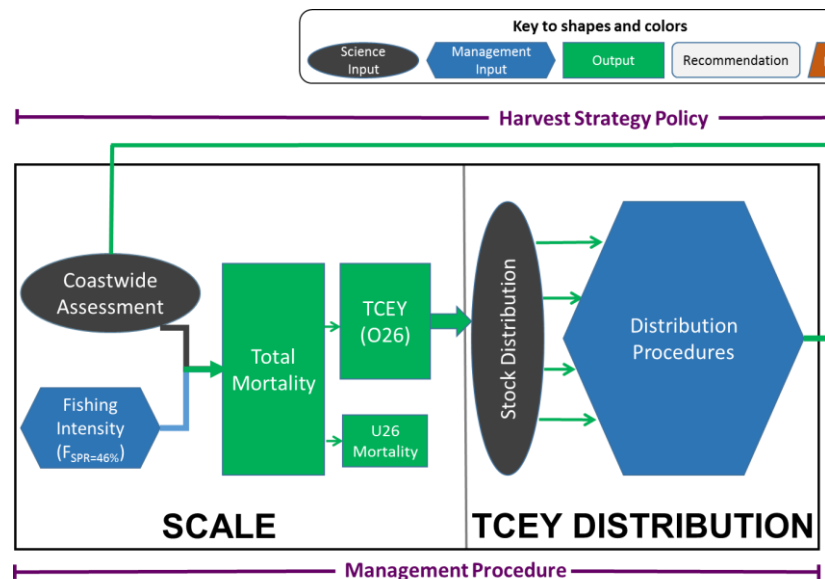 Key to shapes and colors
Science
Input
Management
Input
Output
Recommendation
Harvest Strategy Policy
Coastwide
Assessment
Fishing
Intensity
(FSPR=46%)
Total
Mortality
TCEY
(O26)
U26
Mortality
Stock Distribution
Distribution
Procedures
SCALE
TCEY DISTRIBUTION
Management Procedure